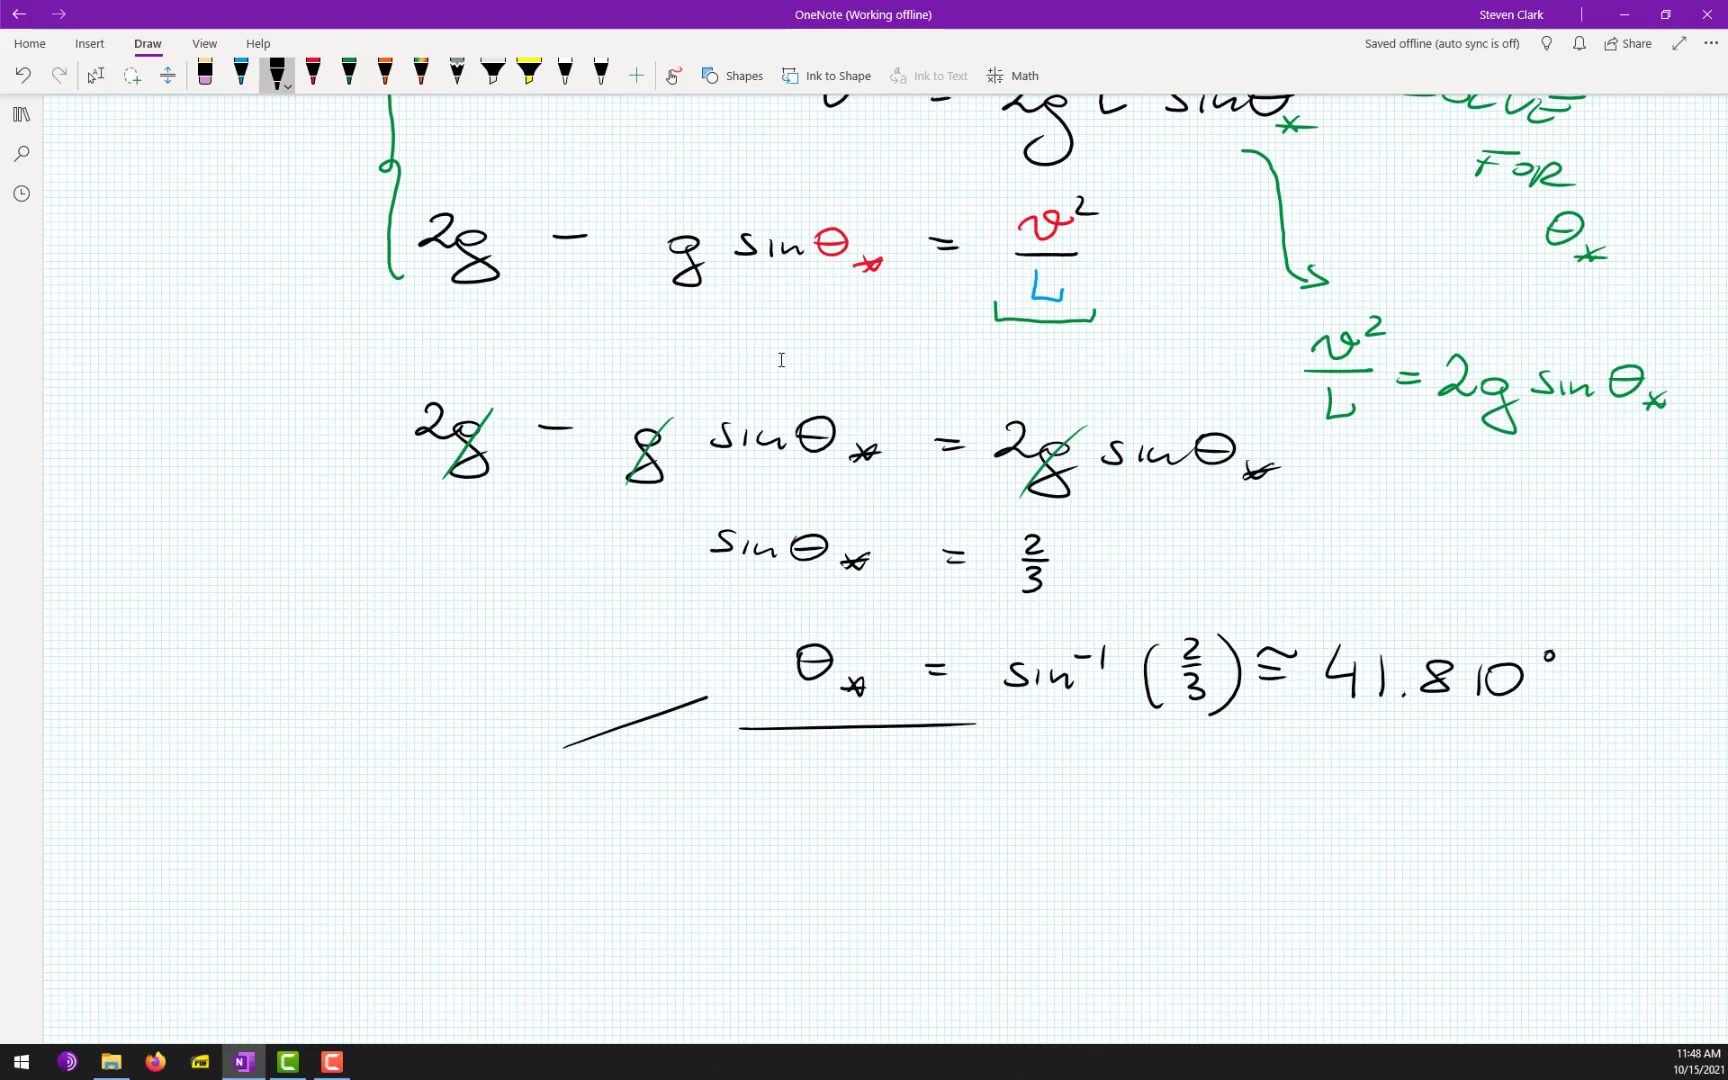 OneNote (Working offline)
Steven Clark
Home Insert Draw View Help
Saved offline (auto sync is off)
Share
Shapes
Ink to Shape
Ink to Text
Math
= 2gL sinθ*
FOR
θ*
2g - g sinθ* = v²/L
v²/L = 2g sinθ*
2g - g sinθ* = 2g sinθ*
sinθ* = 2/3
θ* = sin⁻¹ (2/3) ≅ 41.810°
11:48 AM
10/15/2021